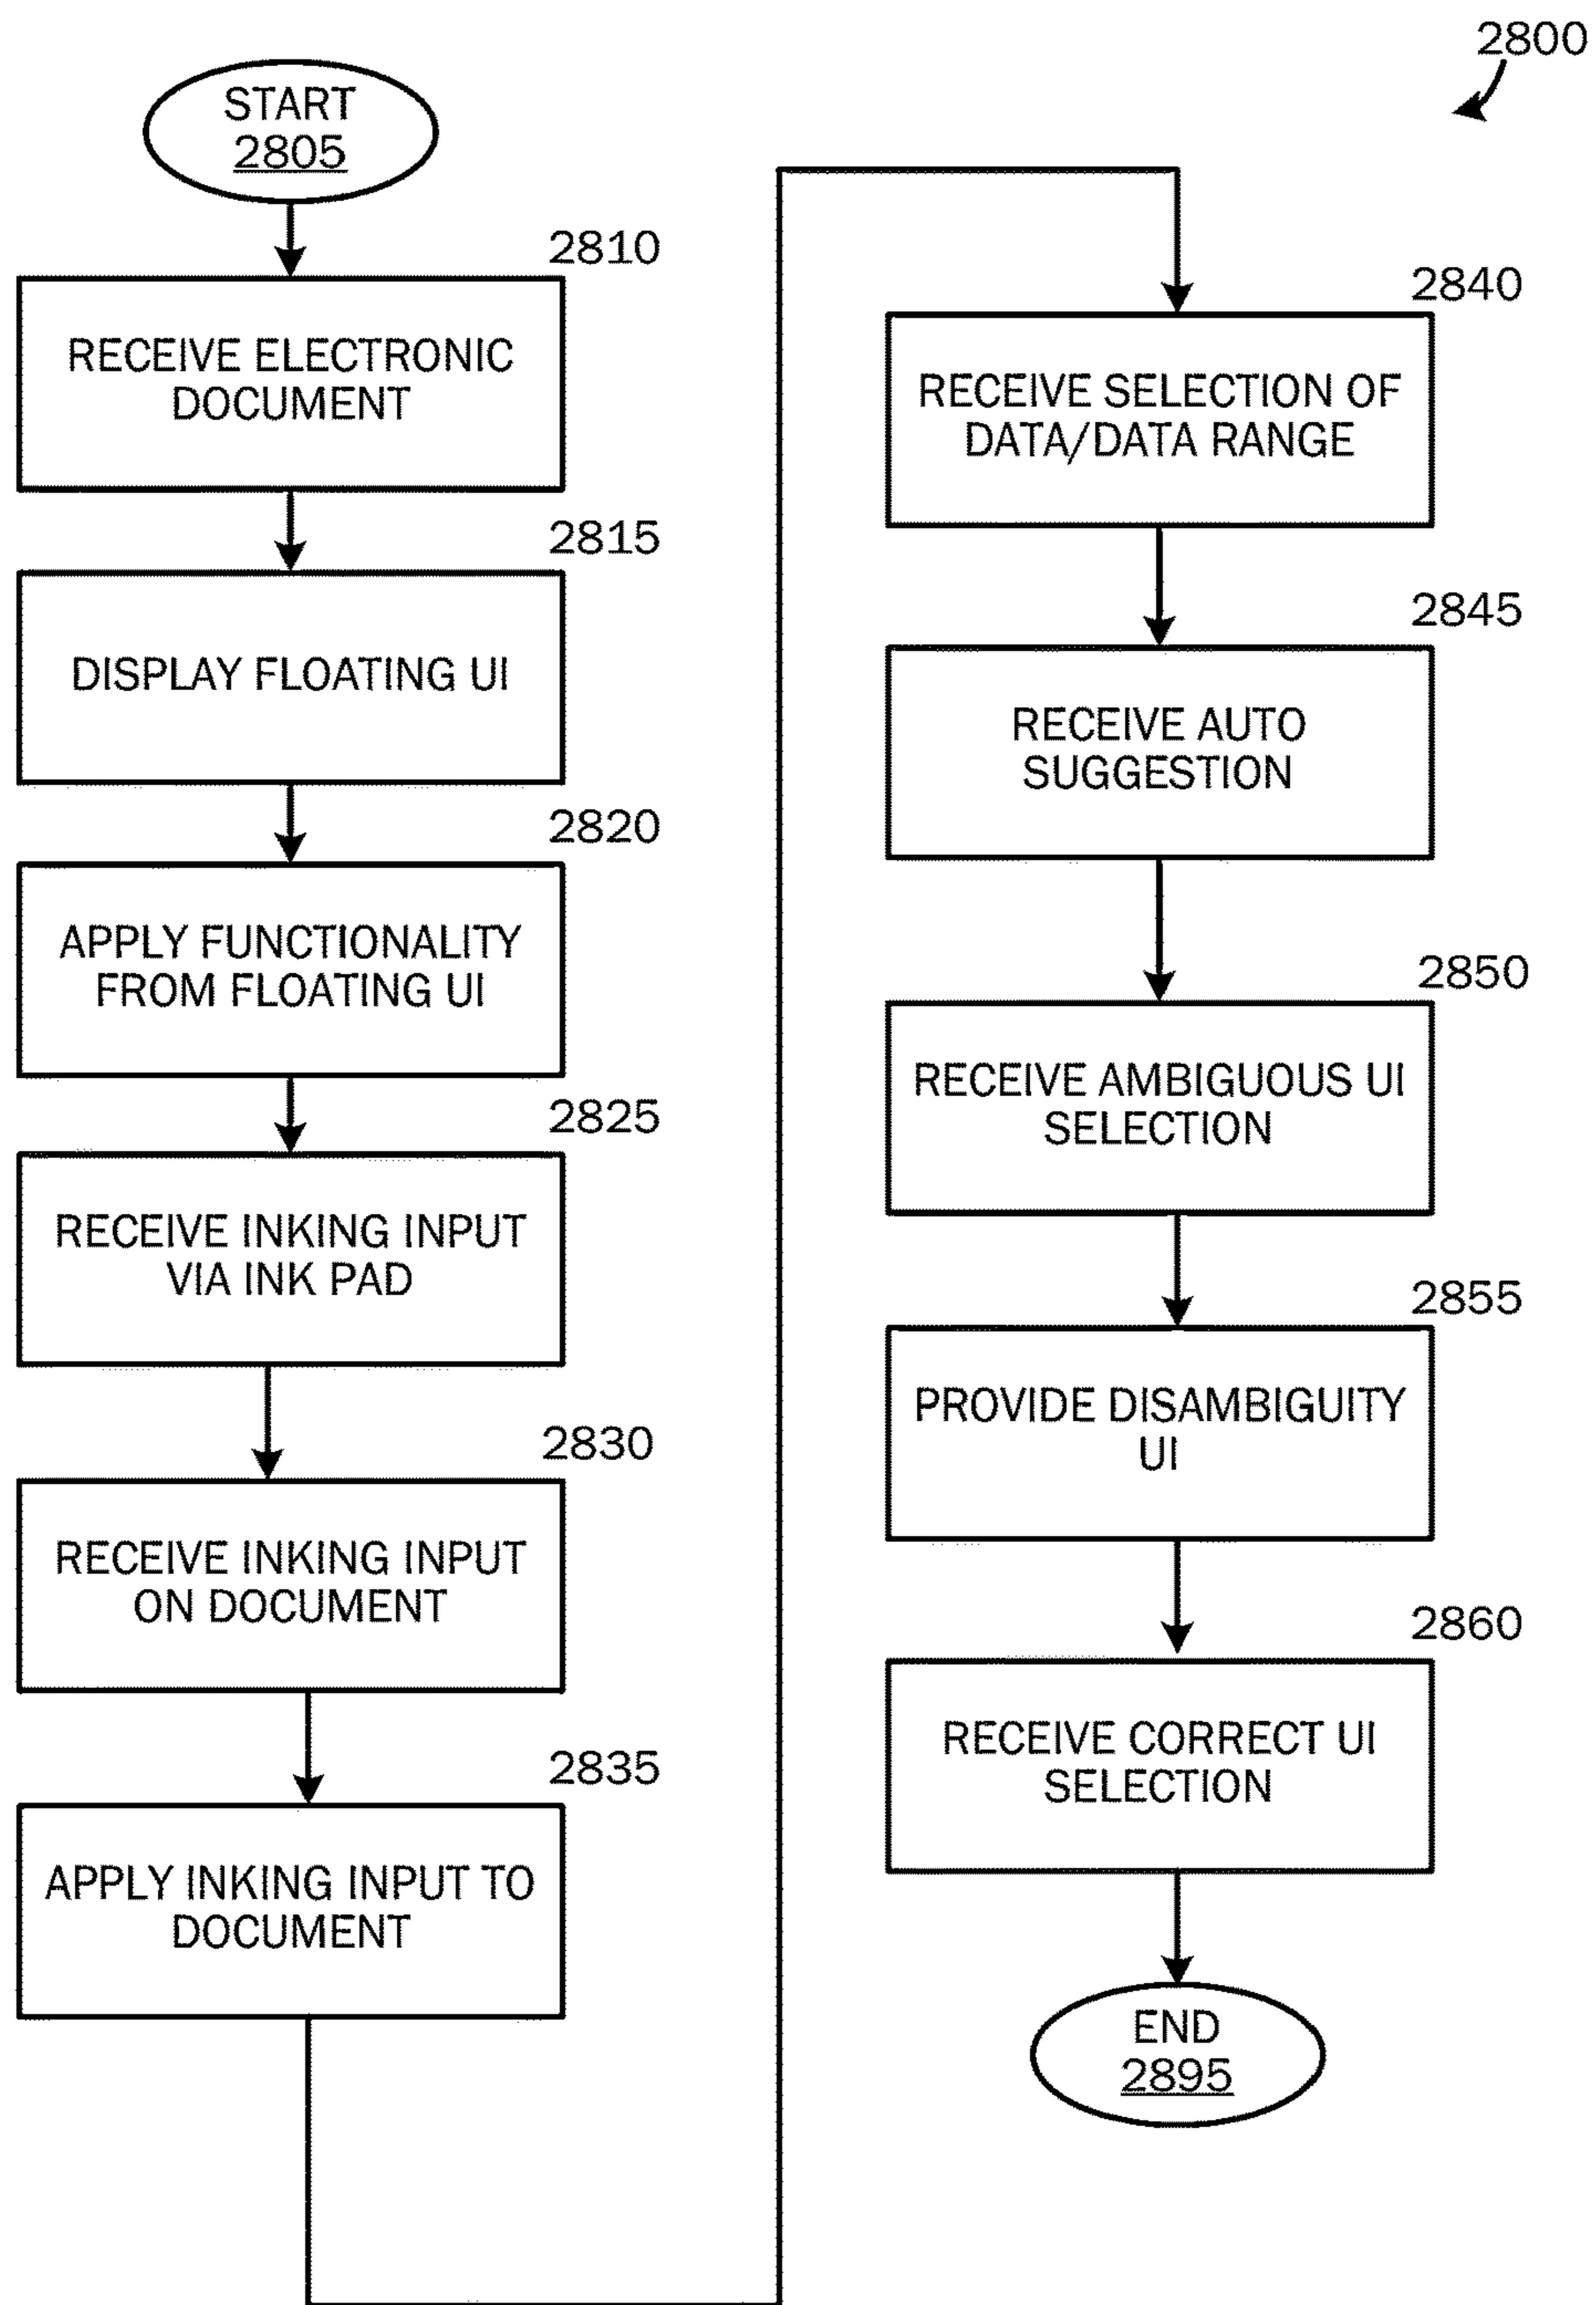 2800
START
2805
2810
RECEIVE ELECTRONIC
DOCUMENT
2815
DISPLAY FLOATING UI
2820
APPLY FUNCTIONALITY
FROM FLOATING UI
2825
RECEIVE INKING INPUT
VIA INK PAD
2830
RECEIVE INKING INPUT
ON DOCUMENT
2835
APPLY INKING INPUT TO
DOCUMENT
2840
RECEIVE SELECTION OF
DATA/DATA RANGE
2845
RECEIVE AUTO
SUGGESTION
2850
RECEIVE AMBIGUOUS UI
SELECTION
2855
PROVIDE DISAMBIGUITY
UI
2860
RECEIVE CORRECT UI
SELECTION
END
2895